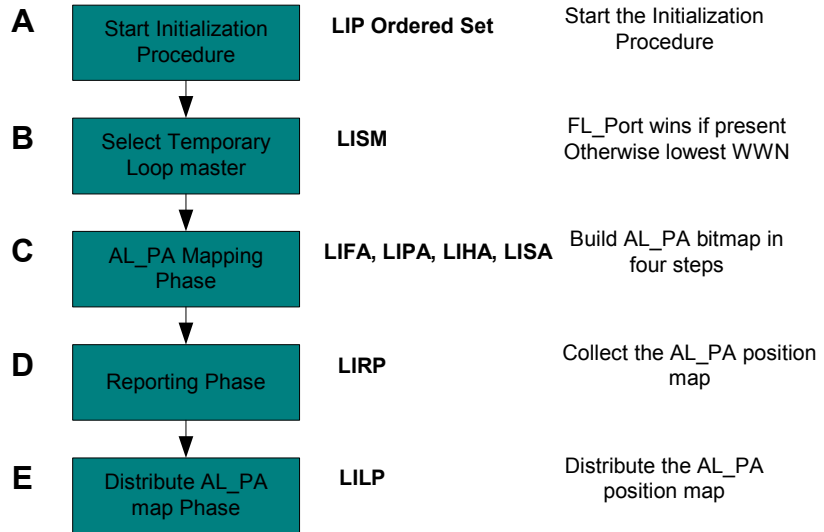 A
Start Initialization
Procedure
LIP Ordered Set
Start the Initialization
Procedure
B
Select Temporary
Loop master
LISM
FL_Port wins if present
Otherwise lowest WWN
C
AL_PA Mapping
Phase
LIFA, LIPA, LIHA, LISA
Build AL_PA bitmap in
four steps
D
Reporting Phase
LIRP
Collect the AL_PA position
map
E
Distribute AL_PA
map Phase
LILP
Distribute the AL_PA
position map